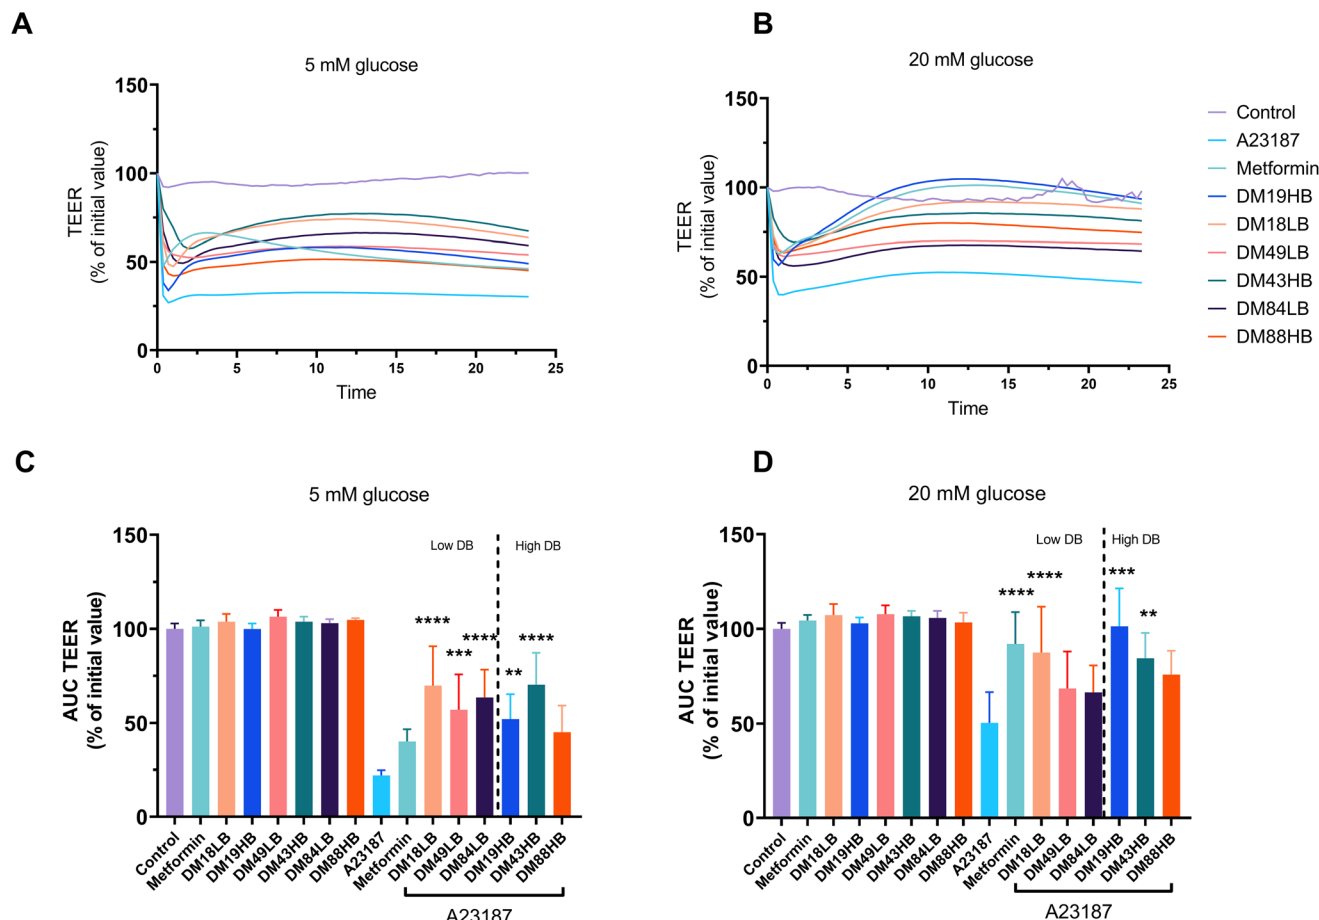 A
5 mM glucose
TEER
(% of initial value)
150
100
50
0
0 5 10 15 20 25
Time
B
20 mM glucose
TEER
(% of initial value)
150
100
50
0
0 5 10 15 20 25
Time
Control
A23187
Metformin
DM19HB
DM18LB
DM49LB
DM43HB
DM84LB
DM88HB
C
5 mM glucose
AUC TEER
(% of initial value)
150
100
50
0
Low DB
High DB
**** *** **** ** ****
Control Metformin DM18LB DM19HB DM49LB DM43HB DM84LB DM88HB A23187 Metformin DM18LB DM49LB DM84LB DM19HB DM43HB DM88HB
A23187
D
20 mM glucose
AUC TEER
(% of initial value)
150
100
50
0
Low DB
High DB
**** **** *** **
Control Metformin DM18LB DM19HB DM49LB DM43HB DM84LB DM88HB A23187 Metformin DM18LB DM49LB DM84LB DM19HB DM43HB DM88HB
A23187